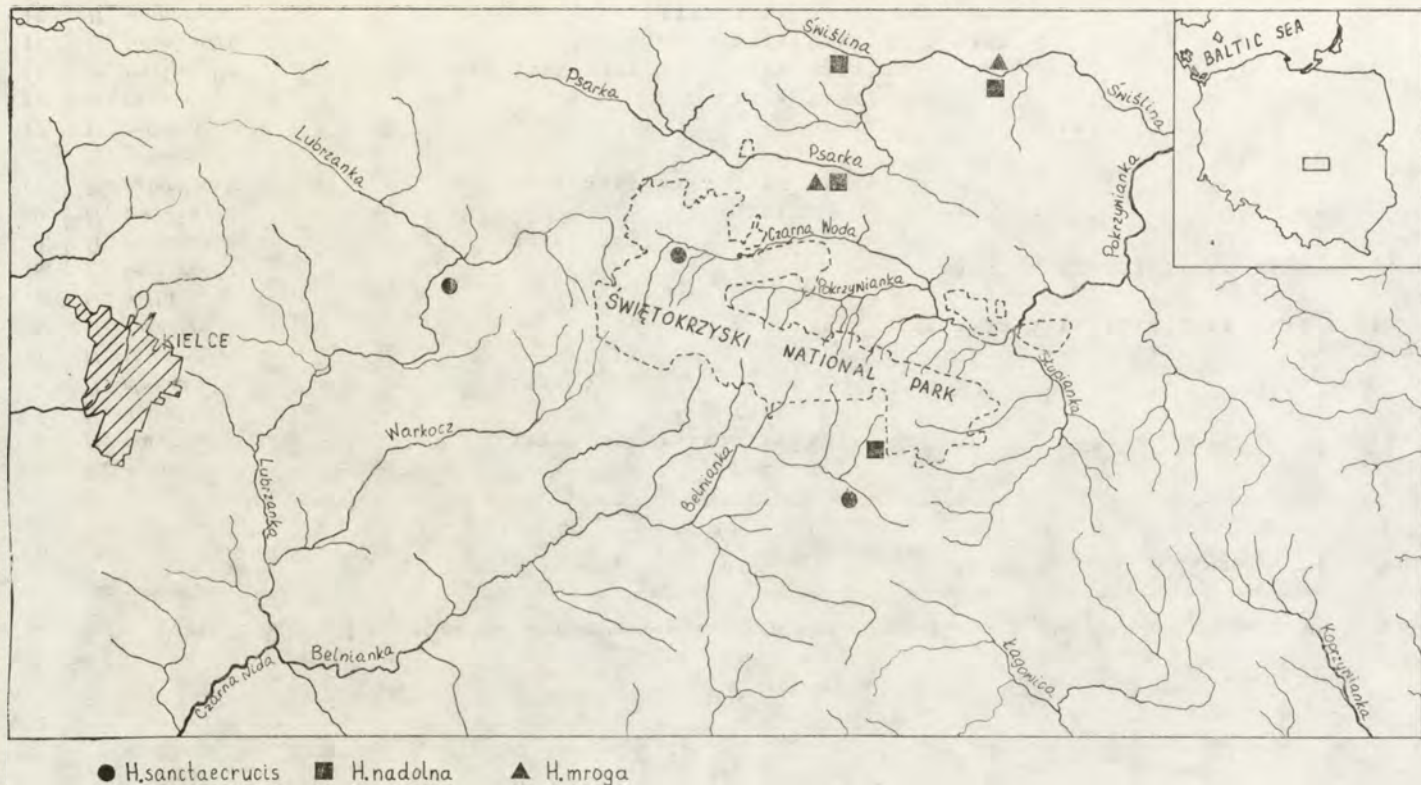 Świślina
BALTIC SEA
Psarka
Świślina
Lubrzanka
Psarka
Pokrzywianka
Czarna Woda
Pokrzywianka
ŚWIĘTOKRZYSKI NATIONAL PARK
KIELCE
Słupianka
Warkocz
Lubrzanka
Belnianka
Belnianka
Czarna Nida
Łagowica
Koprzywianka
H.sanctaecrucis H.nadolna H.mroga